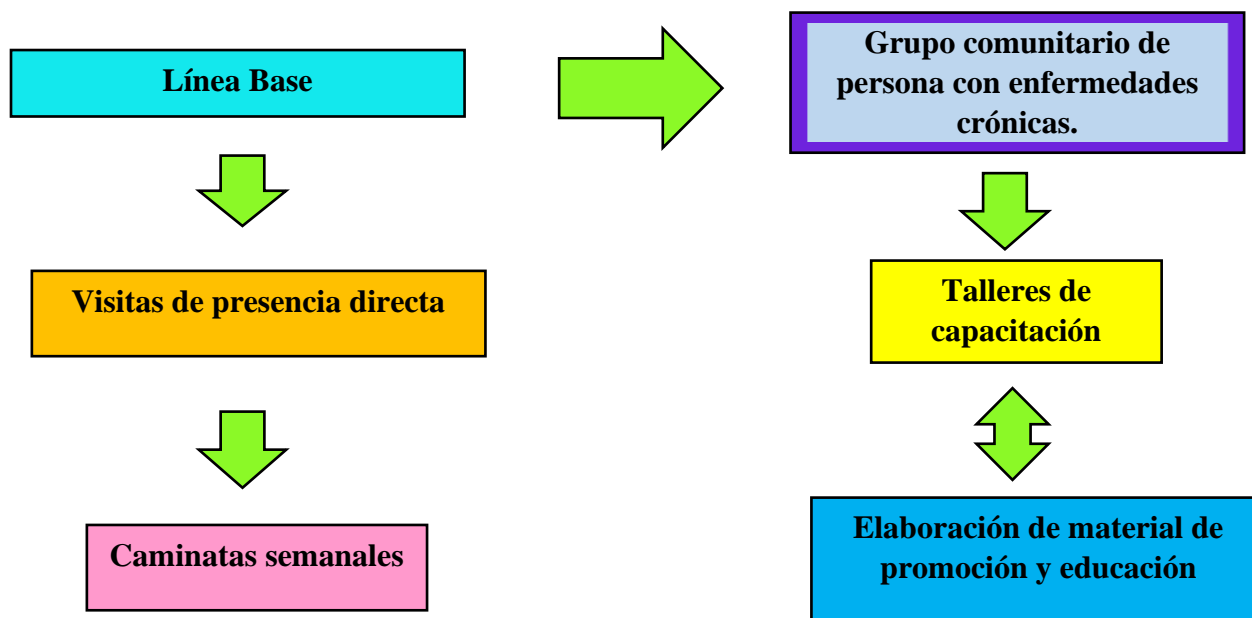 Línea Base
Grupo comunitario de
persona con enfermedades
crónicas.
Visitas de presencia directa
Talleres de
capacitación
Caminatas semanales
Elaboración de material de
promoción y educación